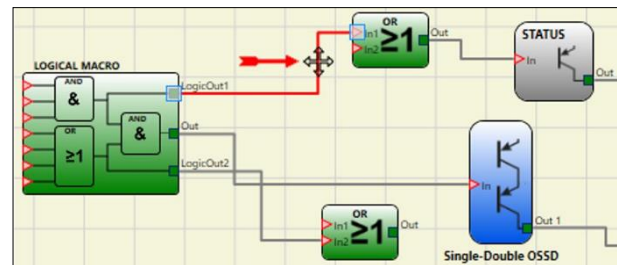 OR
In1
≥1
Out
In2
STATUS
In
Out
LOGICAL MACRO
AND
&
LogicOut1
AND
&
Out
OR
≥1
LogicOut2
In
Out 1
OR
In1
≥1
Out
In2
Single-Double OSSD